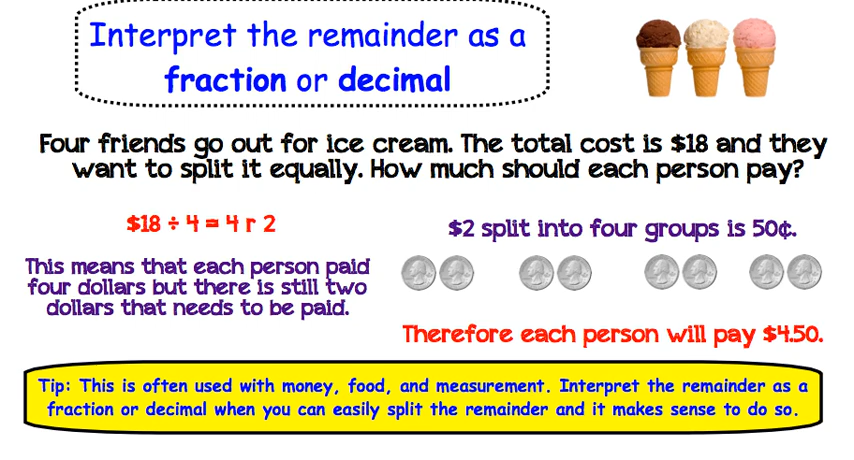 Interpret the remainder as a
fraction or decimal
Four friends go out for ice cream. The total cost is $18 and they
want to split it equally. How much should each person pay?
$18 ÷ 4 = 4 r 2
This means that each person paid
four dollars but there is still two
dollars that needs to be paid.
$2 split into four groups is 50¢.
Therefore each person will pay $4.50.
Tip: This is often used with money, food, and measurement. Interpret the remainder as a
fraction or decimal when you can easily split the remainder and it makes sense to do so.